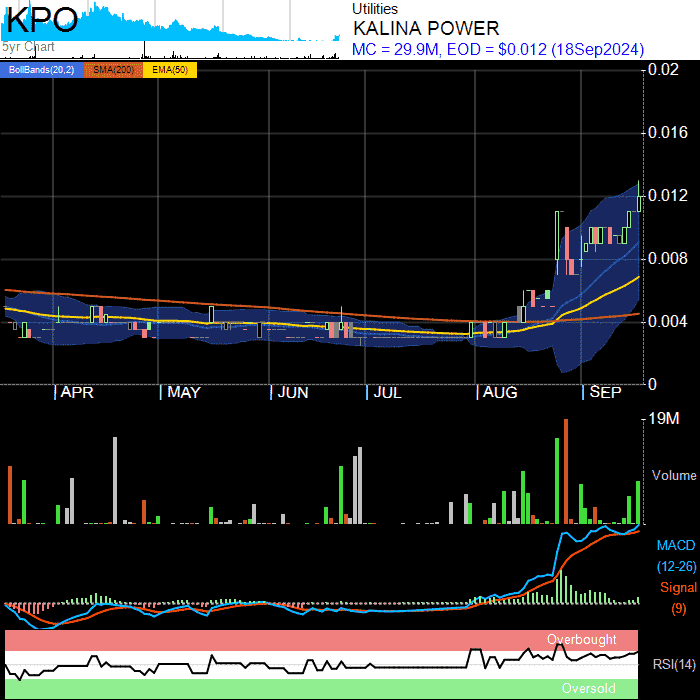 KPO
5yr Chart
Utilities
KALINA POWER
MC = 29.9M, EOD = $0.012 (18Sep2024)
BollBands(20,2) SMA(200) EMA(50)
0.02
0.016
0.012
0.008
0.004
0
APR MAY JUN JUL AUG SEP
19M
Volume
MACD
(12-26)
Signal
(9)
Overbought
RSI(14)
Oversold